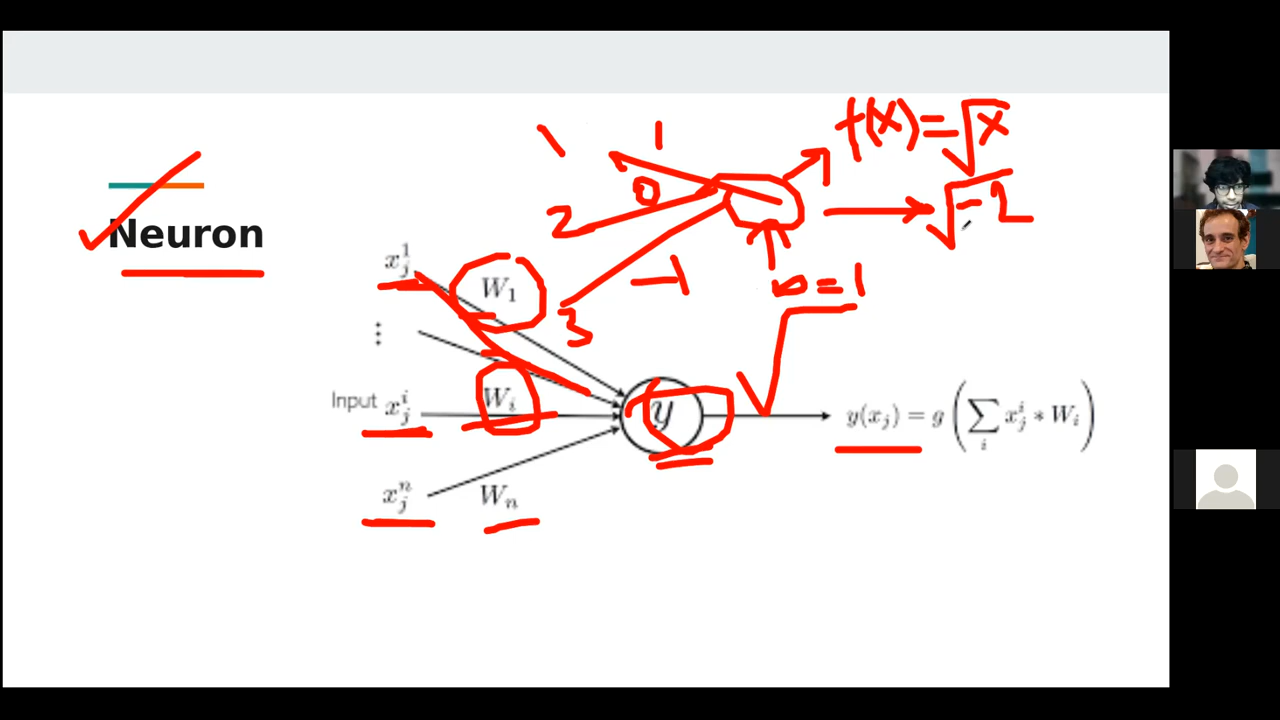 Neuron
1 1 f(x)=√x
2 0 √-2
3 -1 b=1
x_j^1 W_1
⋮
Input x_j^i W_i y y(x_j) = g(∑_i x_j^i * W_i)
x_j^n W_n